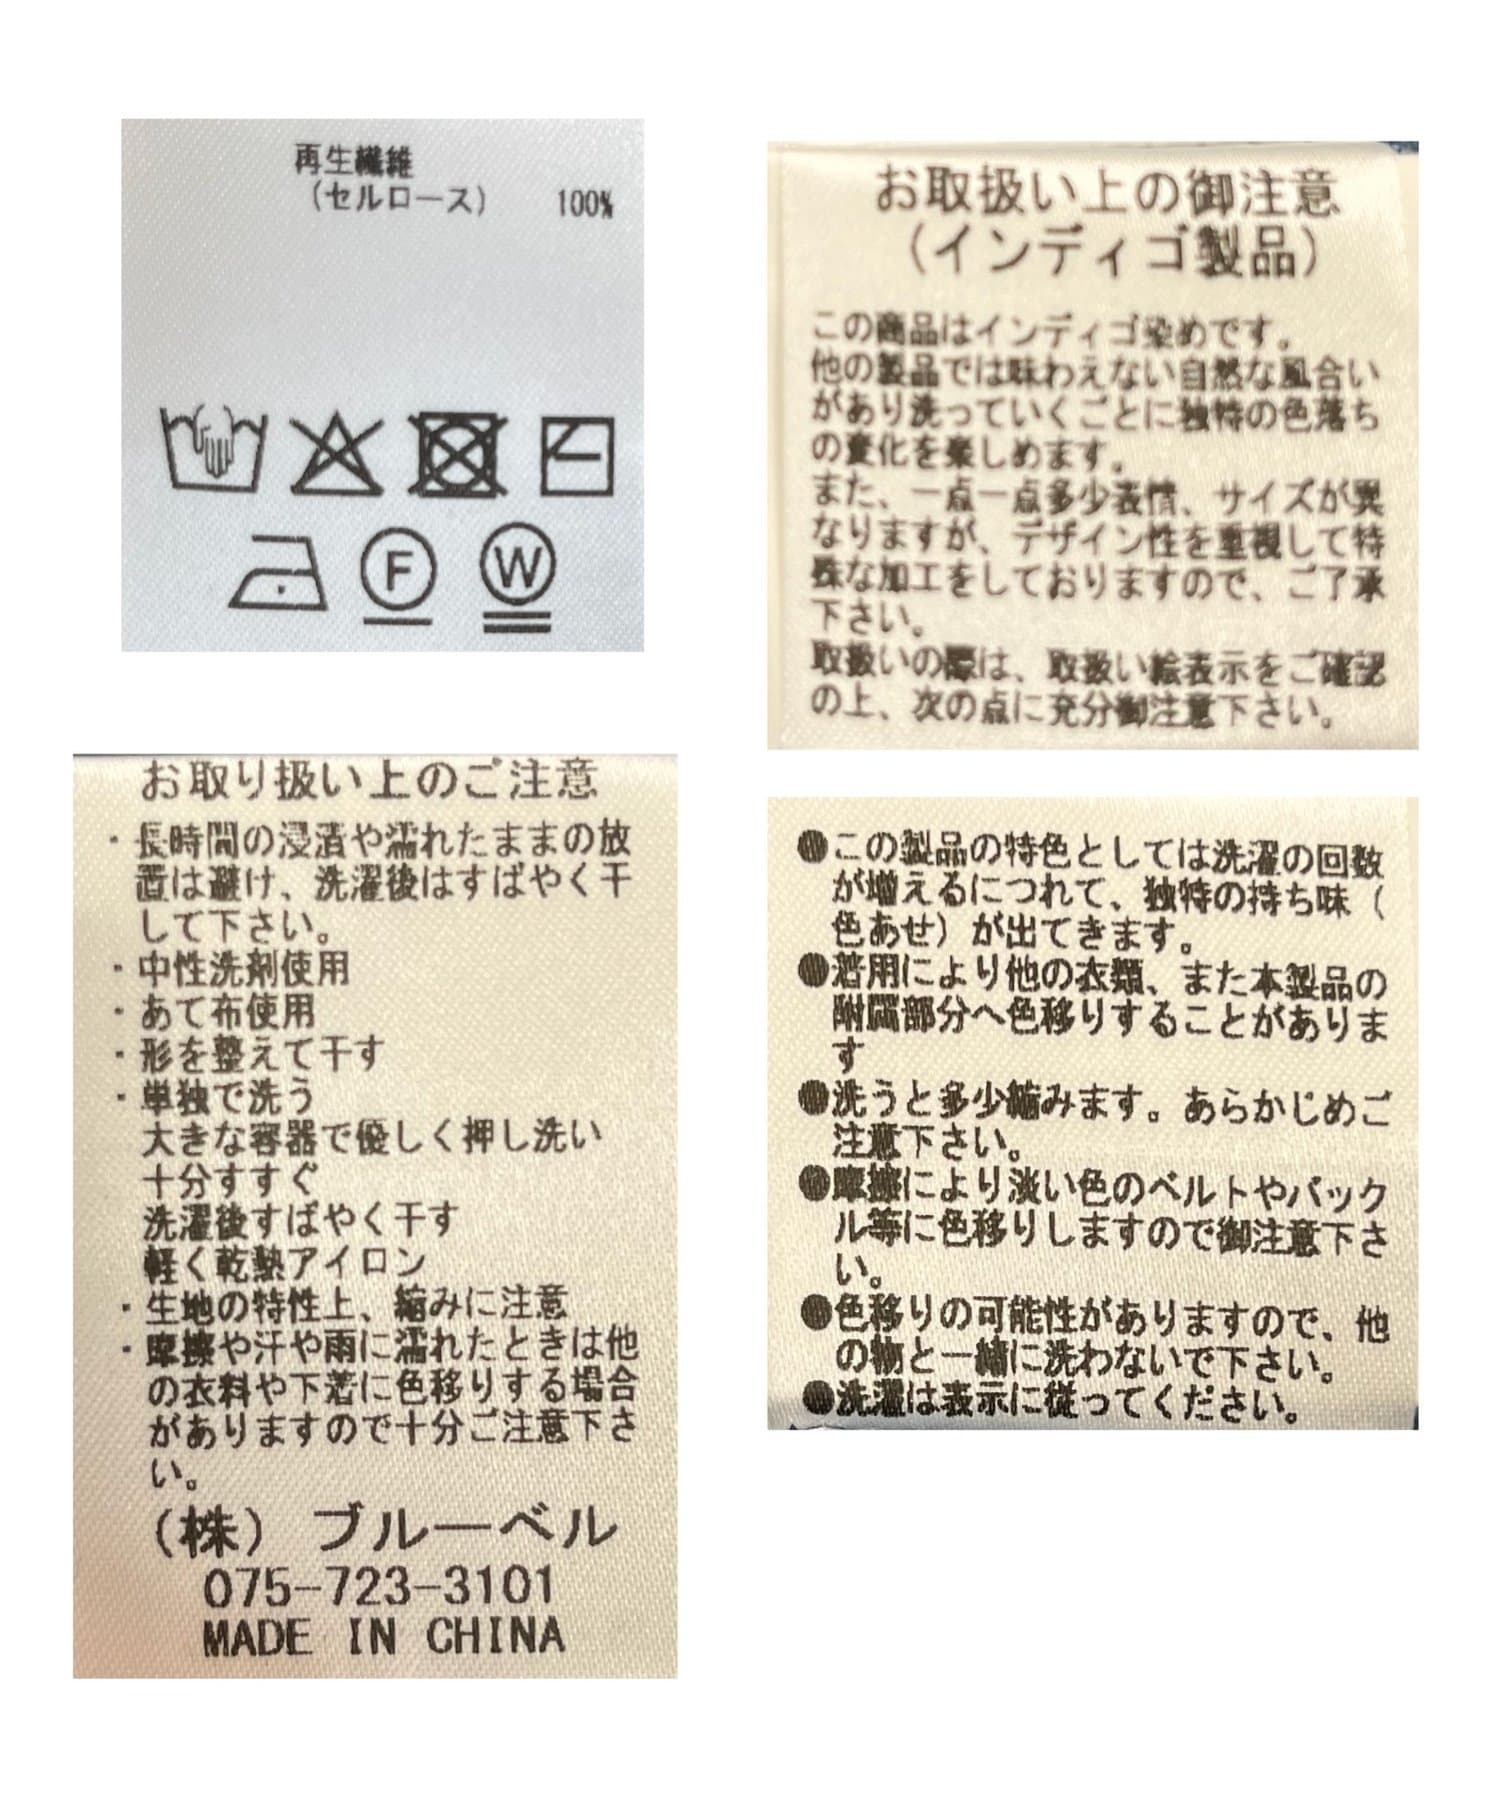 再生繊維
(セルロース) 100%
F
W
お取扱い上の御注意
(インディゴ製品)
この商品はインディゴ染めです。
他の製品では味わえない自然な風合い
があり洗っていくごとに独特の色落ち
の変化を楽しめます。
また、一点一点多少表情、サイズが異
なりますが、デザイン性を重視して特
殊な加工をしておりますので、ご了承
下さい。
取扱いの際は、取扱い絵表示をご確認
の上、次の点に充分御注意下さい。
お取り扱い上のご注意
・長時間の浸漬や濡れたままの放
置は避け、洗濯後はすばやく干
して下さい。
・中性洗剤使用
・あて布使用
・形を整えて干す
・単独で洗う
大きな容器で優しく押し洗い
十分すすぐ
洗濯後すばやく干す
軽く乾熱アイロン
・生地の特性上、縮みに注意
・摩擦や汗や雨に濡れたときは他
の衣料や下着に色移りする場合
がありますので十分ご注意下さ
い。
(株) ブルーベル
075-723-3101
MADE IN CHINA
●この製品の特色としては洗濯の回数
が増えるにつれて、独特の持ち味(
色あせ)が出てきます。
●着用により他の衣類、また本製品の
附属部分へ色移りすることがありま
す
●洗うと多少縮みます。あらかじめご
注意下さい。
●摩擦により淡い色のベルトやバック
ル等に色移りしますので御注意下さ
い。
●色移りの可能性がありますので、他
の物と一緒に洗わないで下さい。
●洗濯は表示に従ってください。